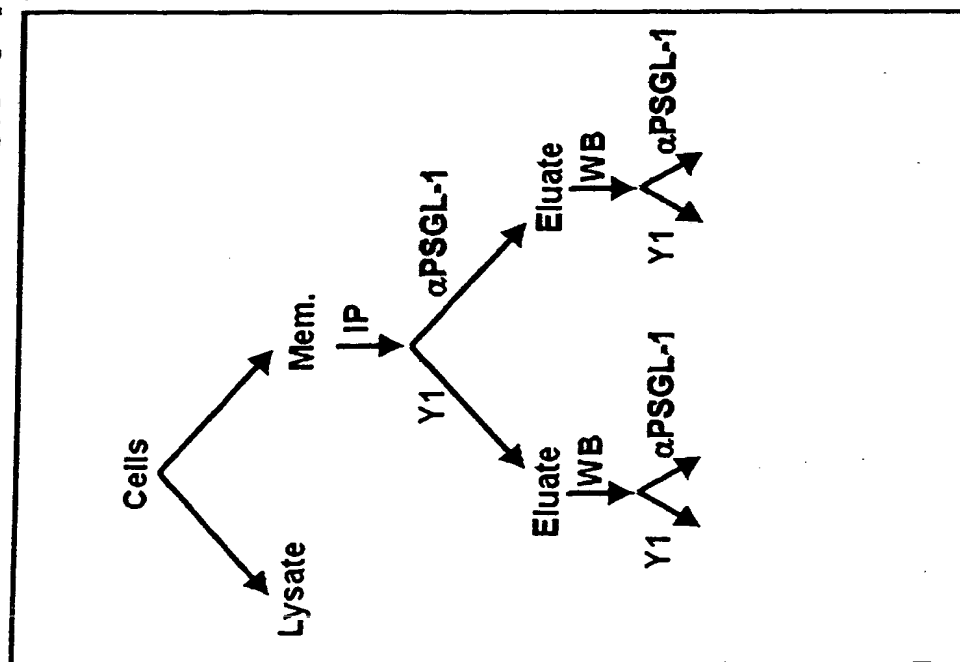 Cells
Lysate
Mem.
IP
Y1
αPSGL-1
Eluate
WB
Y1
αPSGL-1
Eluate
WB
Y1
αPSGL-1